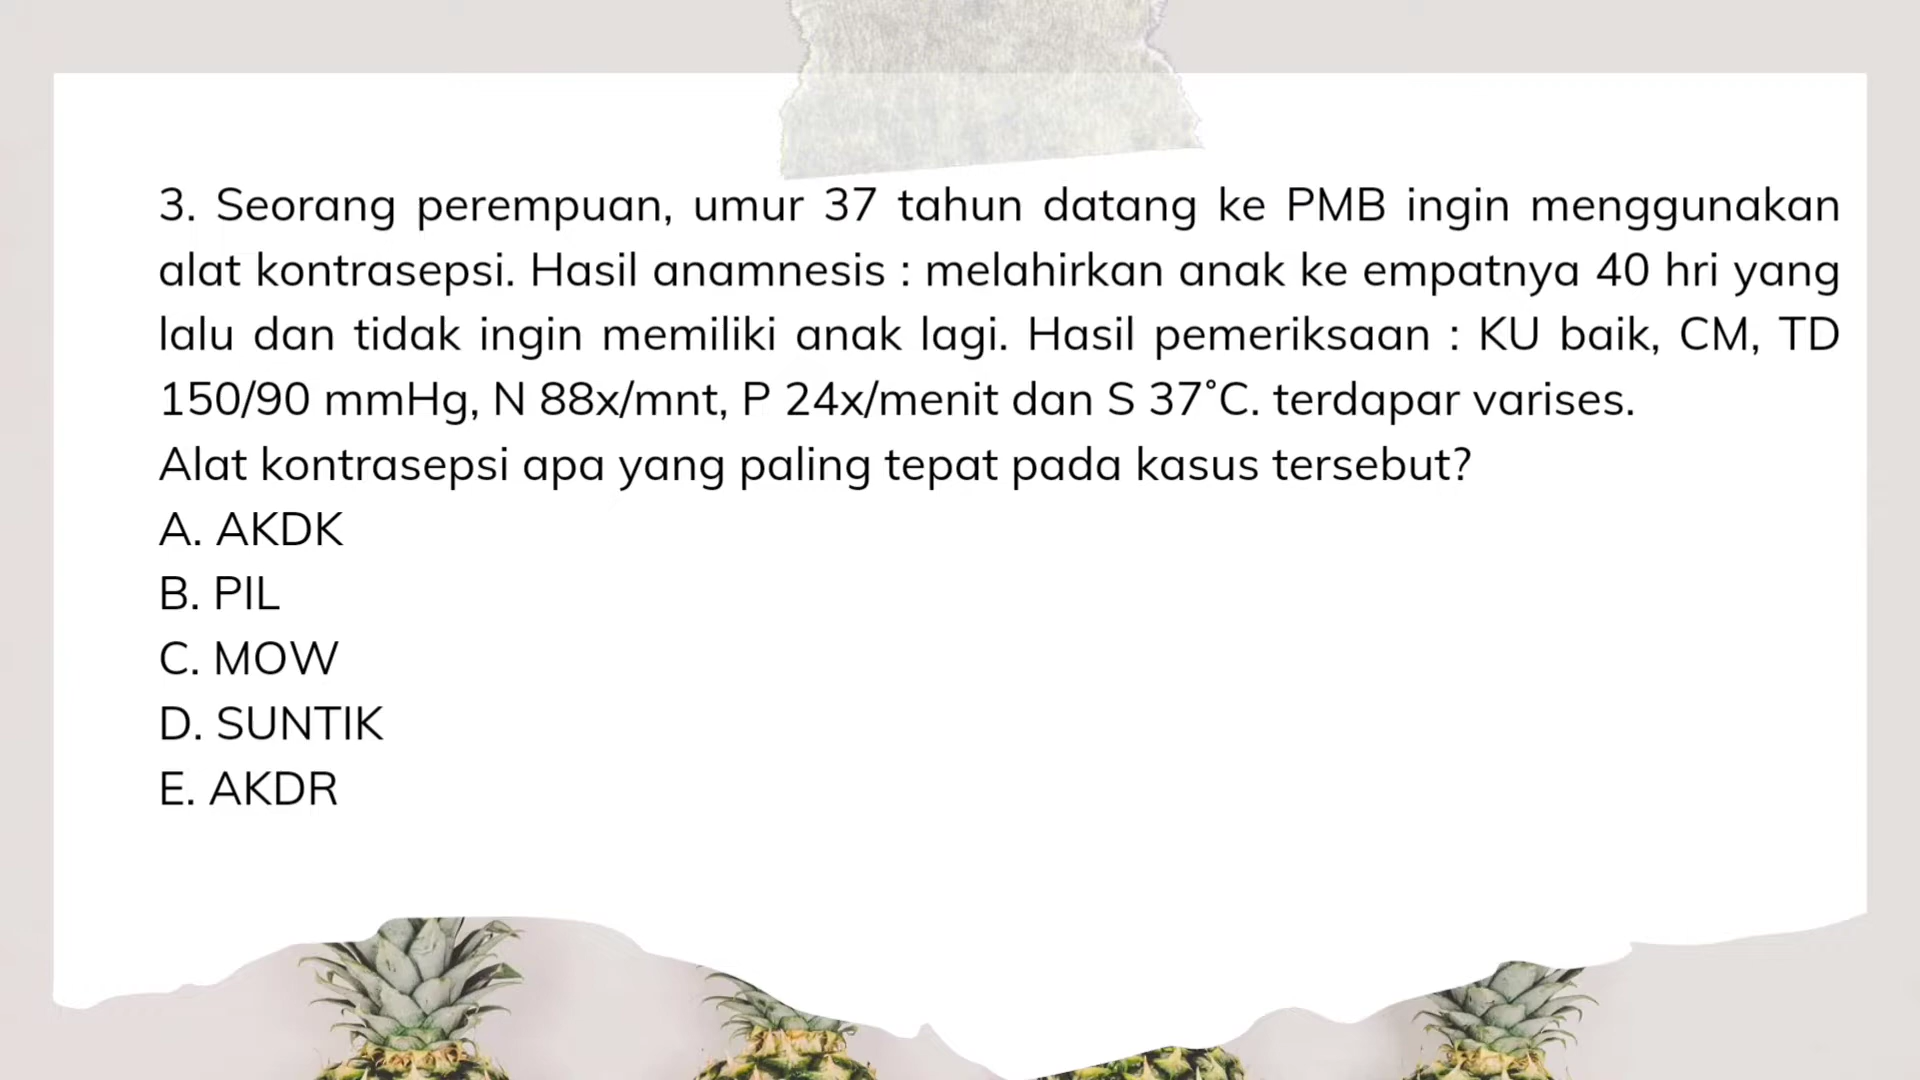 3. Seorang perempuan, umur 37 tahun datang ke PMB ingin menggunakan
alat kontrasepsi. Hasil anamnesis : melahirkan anak ke empatnya 40 hri yang
lalu dan tidak ingin memiliki anak lagi. Hasil pemeriksaan : KU baik, CM, TD
150/90 mmHg, N 88x/mnt, P 24x/menit dan S 37˚C. terdapar varises.
Alat kontrasepsi apa yang paling tepat pada kasus tersebut?
A. AKDK
B. PIL
C. MOW
D. SUNTIK
E. AKDR